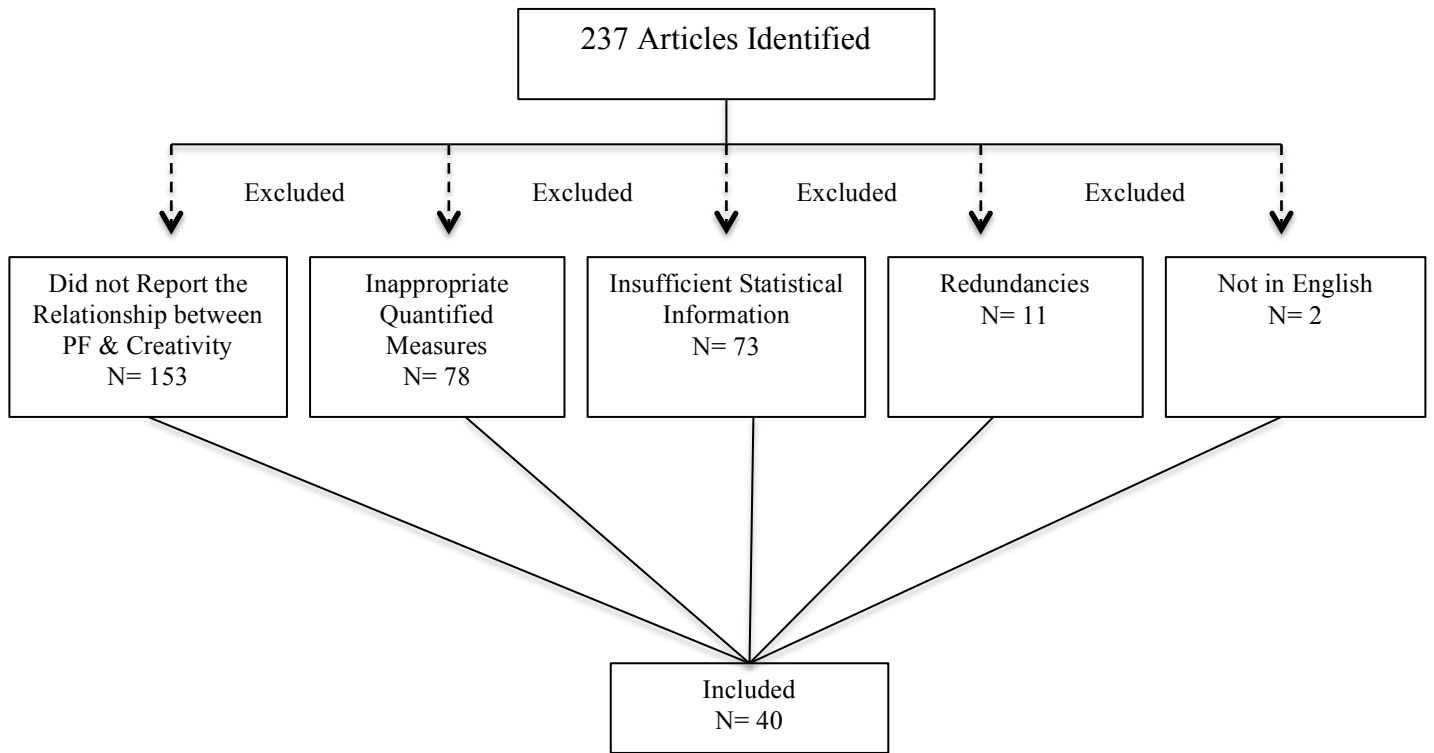 237 Articles Identified
Excluded
Excluded
Excluded
Excluded
Did not Report the
Relationship between
PF & Creativity
N= 153
Inappropriate
Quantified
Measures
N= 78
Insufficient Statistical
Information
N= 73
Redundancies
N= 11
Not in English
N= 2
Included
N= 40